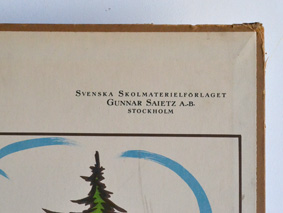 SVENSKA SKOLMATERIELFÖRLAGET
GUNNAR SAIETZ A.-B.
STOCKHOLM